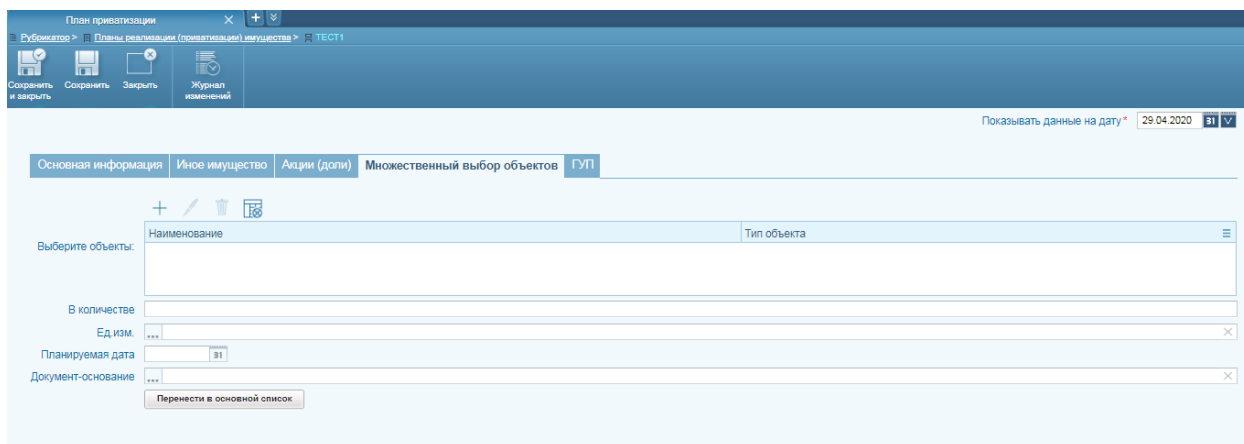 План приватизации
Рубрикатор > Планы реализации (приватизации) имущества > ТЕСТ1
Сохранить и закрыть
Сохранить
Закрыть
Журнал изменений
Показывать данные на дату * 29.04.2020 31
Основная информация Иное имущество Акции (доли) Множественный выбор объектов ГУП
Наименование Тип объекта
Выберите объекты:
В количестве
Ед.изм. ...
Планируемая дата 31
Документ-основание ...
Перенести в основной список